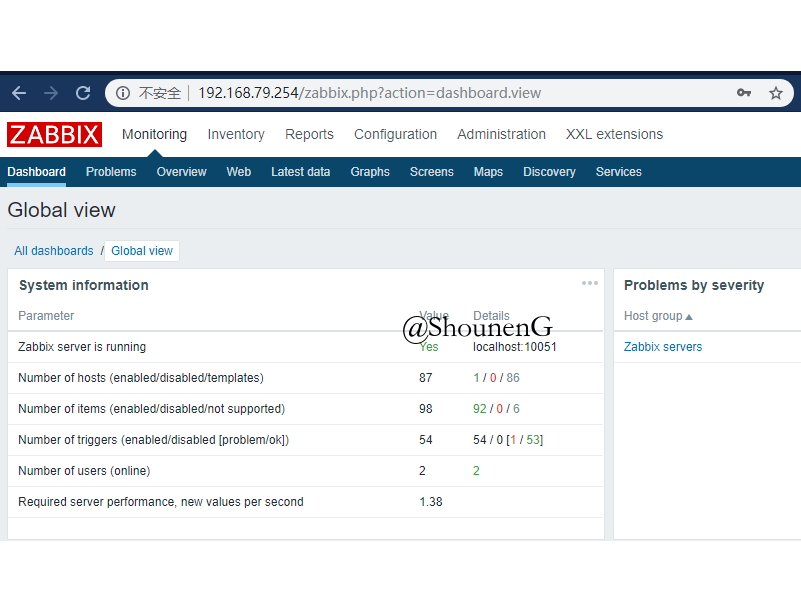 不安全 192.168.79.254/zabbix.php?action=dashboard.view
ZABBIX Monitoring Inventory Reports Configuration Administration XXL extensions
Dashboard Problems Overview Web Latest data Graphs Screens Maps Discovery Services
Global view
All dashboards / Global view
System information
Parameter Value Details
@ShounenG
Zabbix server is running Yes localhost:10051
Number of hosts (enabled/disabled/templates) 87 1 / 0 / 86
Number of items (enabled/disabled/not supported) 98 92 / 0 / 6
Number of triggers (enabled/disabled [problem/ok]) 54 54 / 0 [1 / 53]
Number of users (online) 2 2
Required server performance, new values per second 1.38
Problems by severity
Host group
Zabbix servers